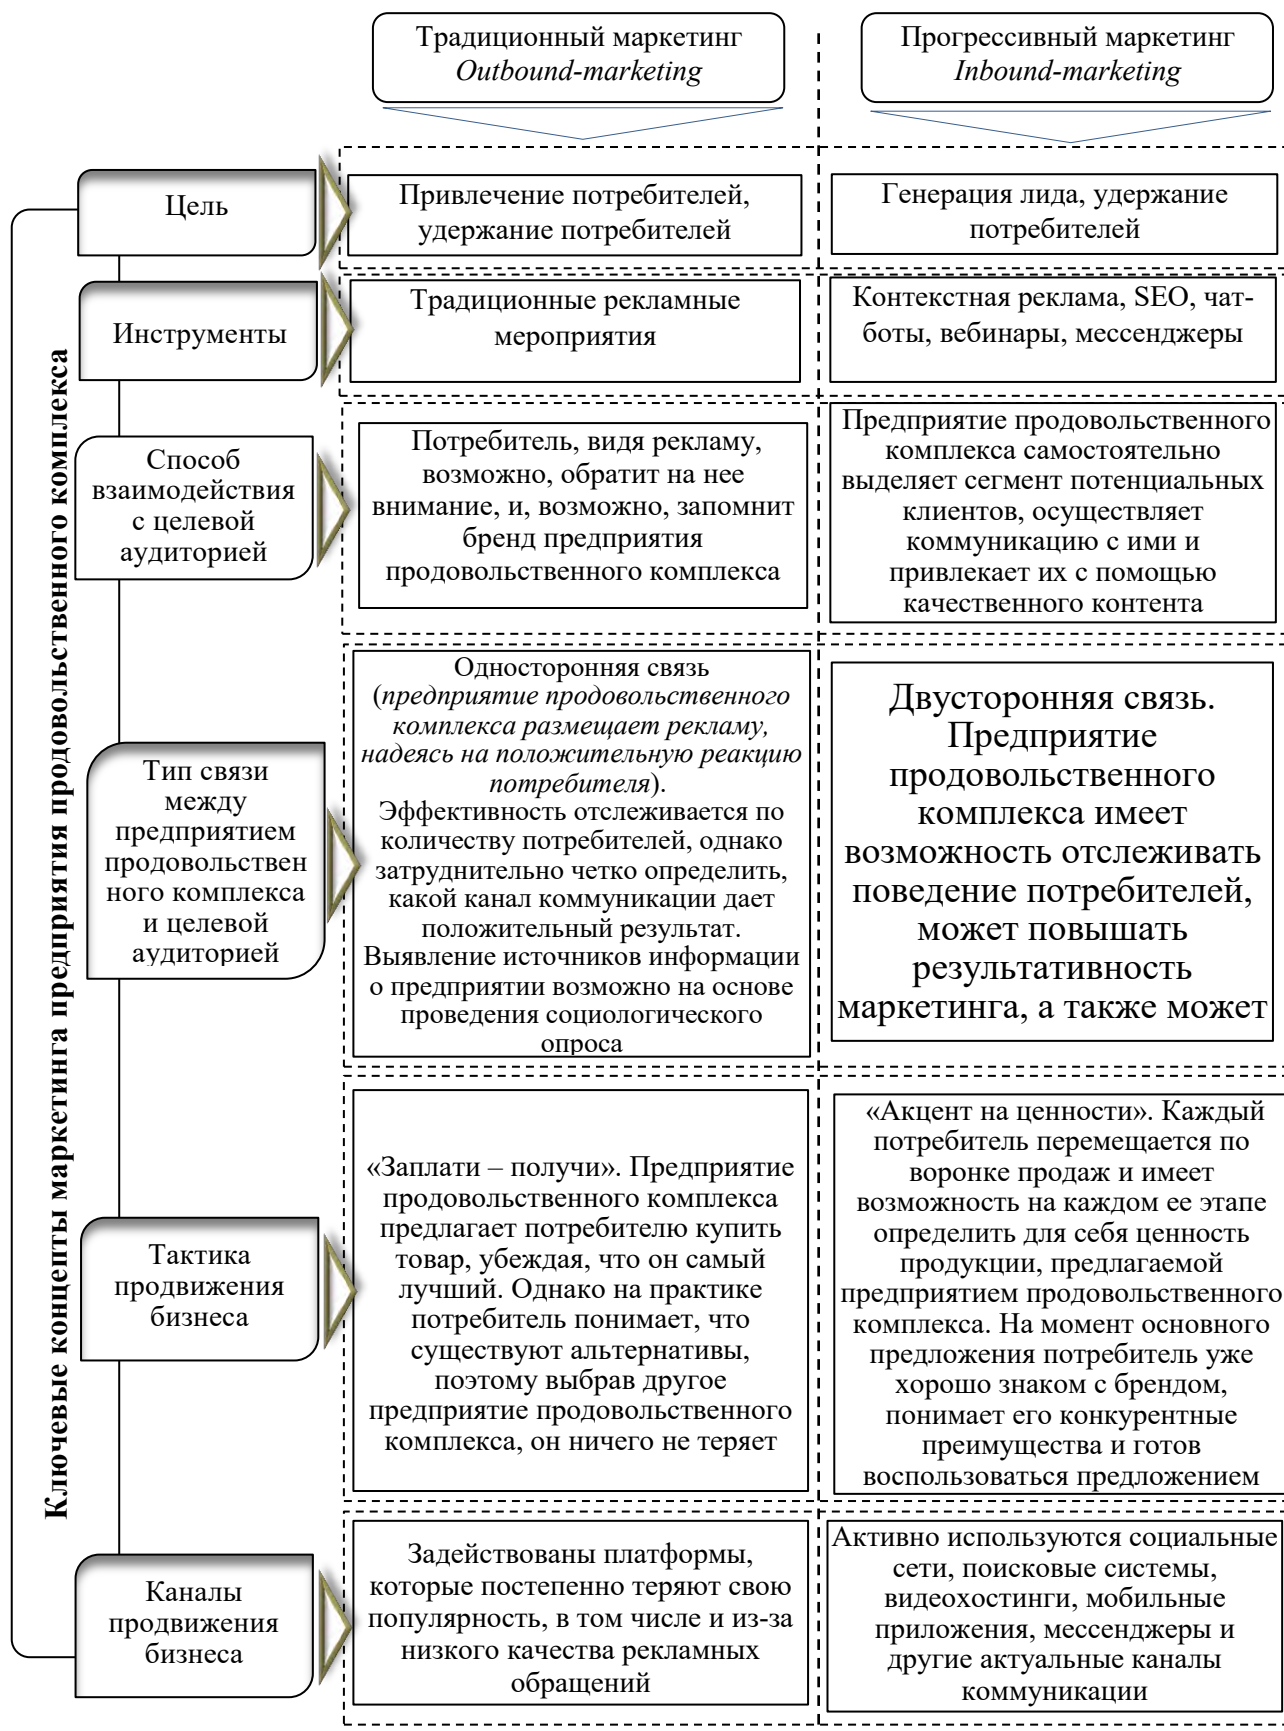 Традиционный маркетинг
Outbound-marketing
Прогрессивный маркетинг
Inbound-marketing
Ключевые концепты маркетинга предприятия продовольственного комплекса
Цель
Привлечение потребителей,
удержание потребителей
Генерация лида, удержание
потребителей
Инструменты
Традиционные рекламные
мероприятия
Контекстная реклама, SEO, чат-
боты, вебинары, мессенджеры
Способ
взаимодействия
с целевой
аудиторией
Потребитель, видя рекламу,
возможно, обратит на нее
внимание, и, возможно, запомнит
бренд предприятия
продовольственного комплекса
Предприятие продовольственного
комплекса самостоятельно
выделяет сегмент потенциальных
клиентов, осуществляет
коммуникацию с ими и
привлекает их с помощью
качественного контента
Тип связи
между
предприятием
продовольствен
ного комплекса
и целевой
аудиторией
Односторонняя связь
(предприятие продовольственного
комплекса размещает рекламу,
надеясь на положительную реакцию
потребителя).
Эффективность отслеживается по
количеству потребителей, однако
затруднительно четко определить,
какой канал коммуникации дает
положительный результат.
Выявление источников информации
о предприятии возможно на основе
проведения социологического
опроса
Двусторонняя связь.
Предприятие
продовольственного
комплекса имеет
возможность отслеживать
поведение потребителей,
может повышать
результативность
маркетинга, а также может
Тактика
продвижения
бизнеса
«Заплати – получи». Предприятие
продовольственного комплекса
предлагает потребителю купить
товар, убеждая, что он самый
лучший. Однако на практике
потребитель понимает, что
существуют альтернативы,
поэтому выбрав другое
предприятие продовольственного
комплекса, он ничего не теряет
«Акцент на ценности». Каждый
потребитель перемещается по
воронке продаж и имеет
возможность на каждом ее этапе
определить для себя ценность
продукции, предлагаемой
предприятием продовольственного
комплекса. На момент основного
предложения потребитель уже
хорошо знаком с брендом,
понимает его конкурентные
преимущества и готов
воспользоваться предложением
Каналы
продвижения
бизнеса
Задействованы платформы,
которые постепенно теряют свою
популярность, в том числе и из-за
низкого качества рекламных
обращений
Активно используются социальные
сети, поисковые системы,
видеохостинги, мобильные
приложения, мессенджеры и
другие актуальные каналы
коммуникации